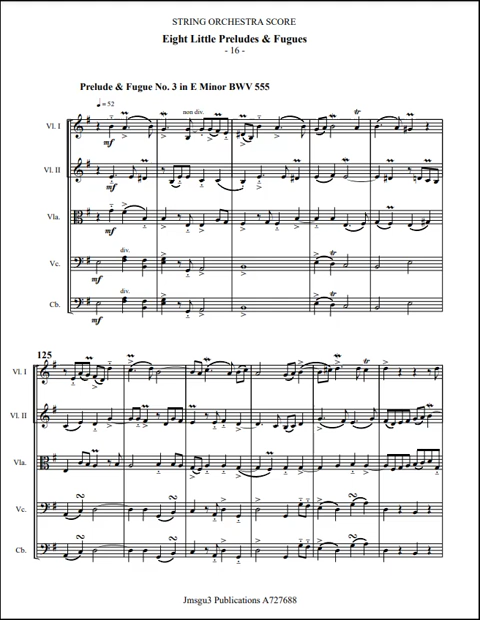 STRING ORCHESTRA SCORE
Eight Little Preludes & Fugues
- 16 -
Prelude & Fugue No. 3 in E Minor BWV 555
♩ = 52
non div.
Vl. I
mf
Vl. II
mf
Vla.
mf
div.
Vc.
mf
div.
Cb.
mf
125
Vl. I
Vl. II
Vla.
Vc.
Cb.
Jmsgu3 Publications A727688